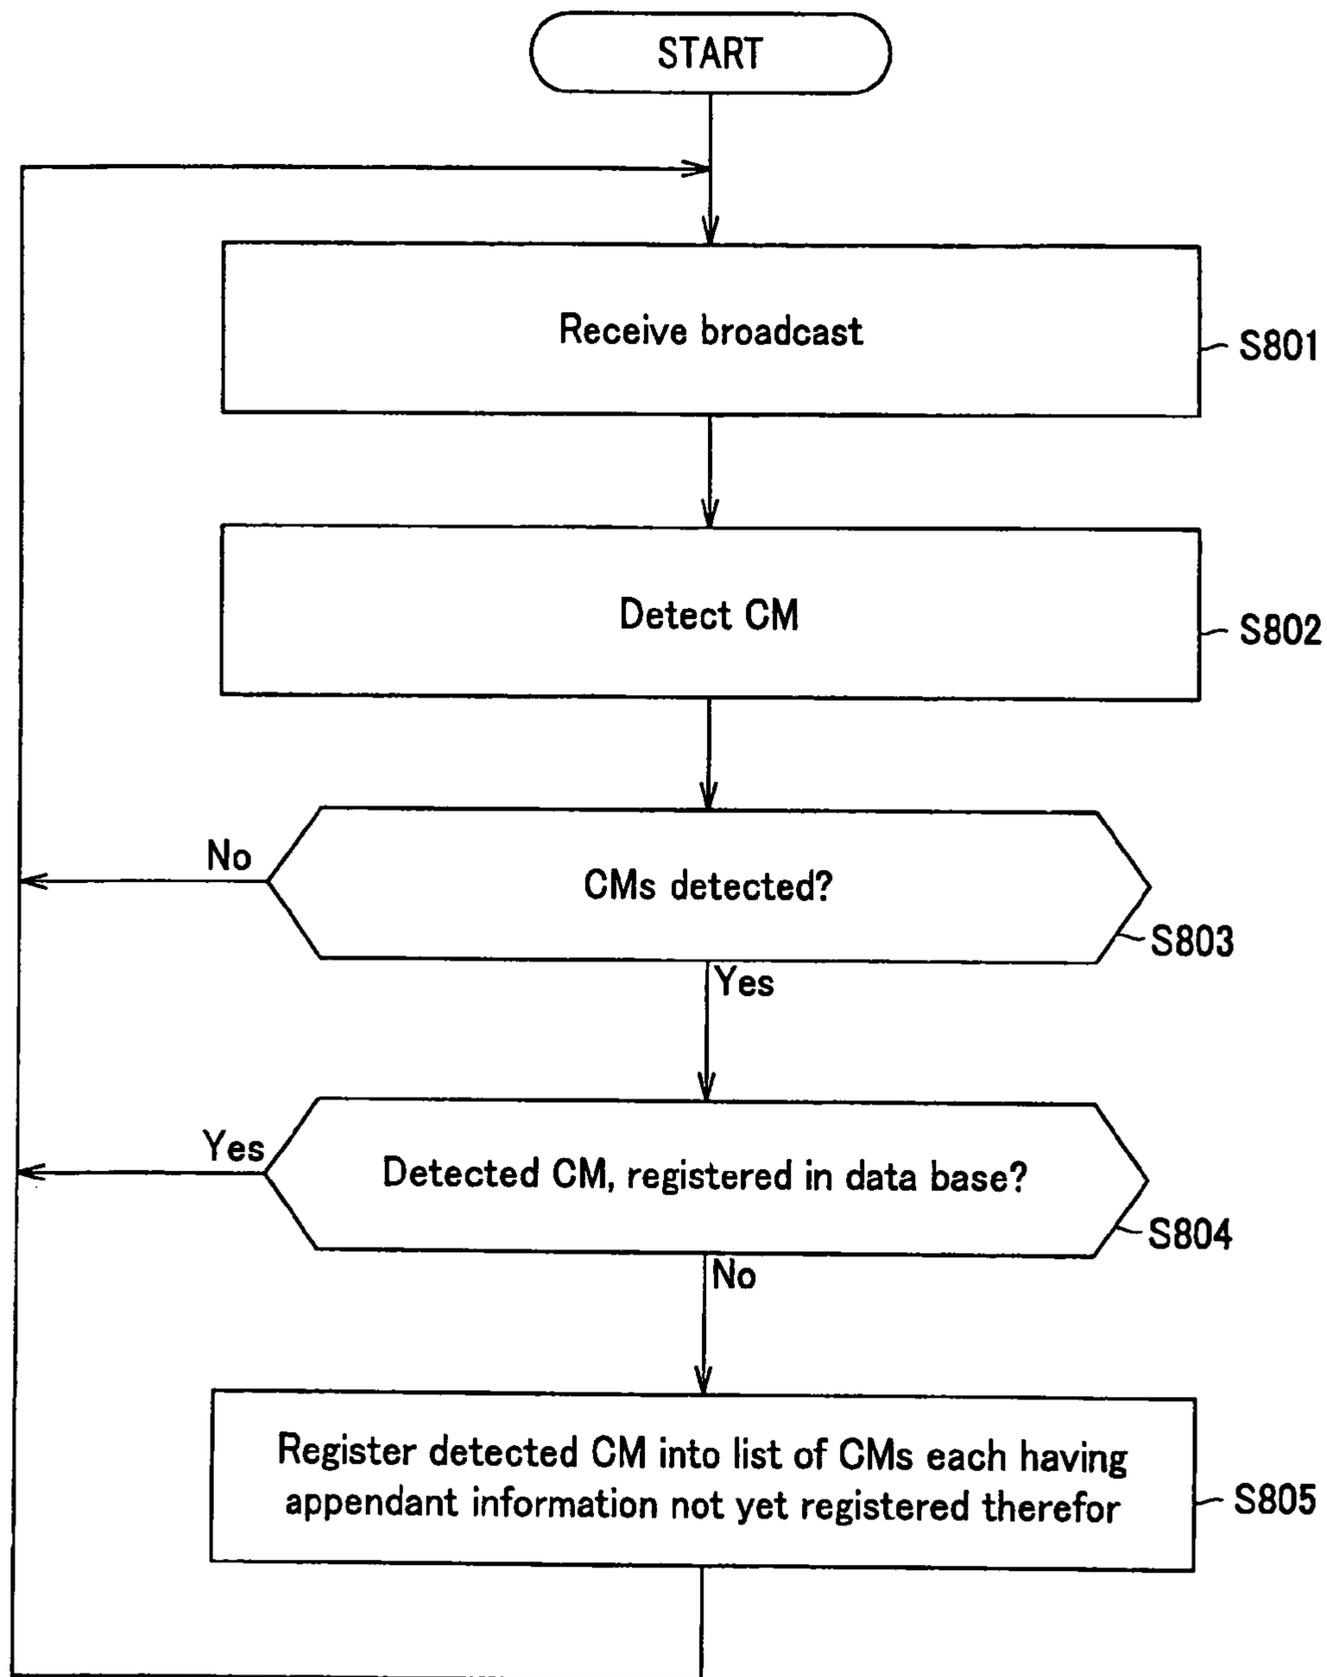 START
Receive broadcast
S801
Detect CM
S802
No
CMs detected?
S803
Yes
Yes
Detected CM, registered in data base?
S804
No
Register detected CM into list of CMs each having
appendant information not yet registered therefor
S805